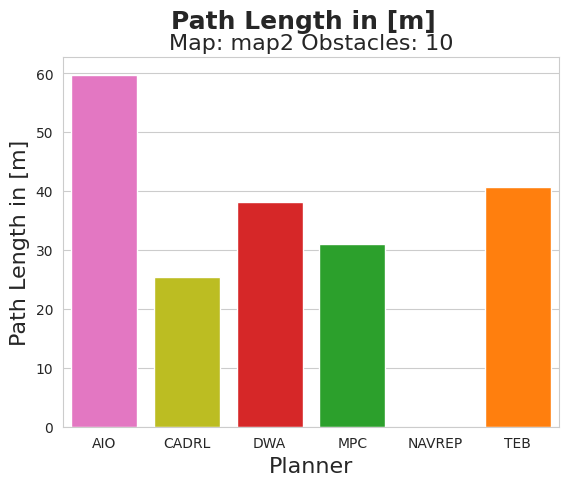 Path Length in [m]
Map: map2 Obstacles: 10
Path Length in [m]
60
50
40
30
20
10
0
AIO CADRL DWA MPC NAVREP TEB
Planner